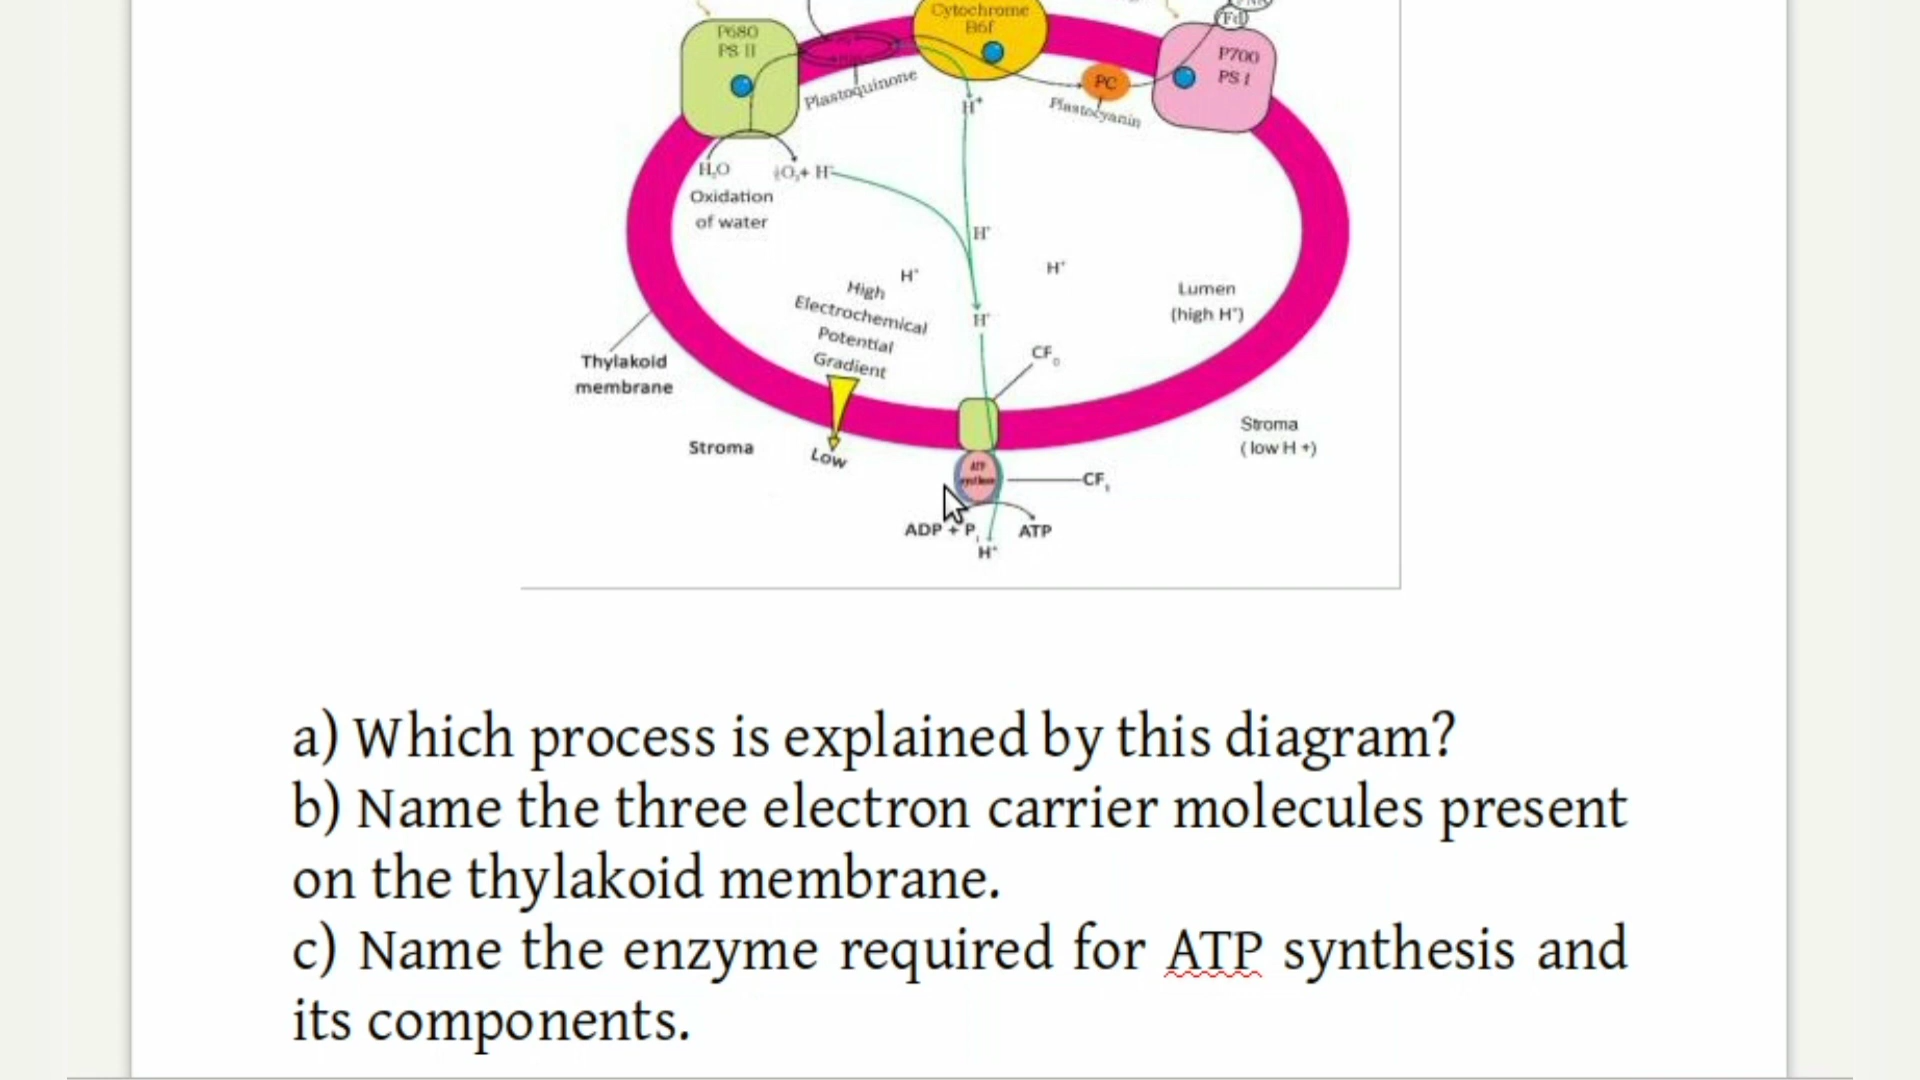 Cytochrome
B6f
Fd
P680
PS II
P700
PS I
PC
Plastoquinone
H⁺
Plastocyanin
H₂O
½O₂+ H⁺
Oxidation
of water
H⁺
H⁺
H⁺
High
Electrochemical
Potential
Gradient
Lumen
(high H⁺)
H⁺
CF₀
Thylakoid
membrane
Stroma
Low
Stroma
( low H +)
ATP
synthase
CF₁
ADP + Pᵢ
ATP
H⁺
a) Which process is explained by this diagram?
b) Name the three electron carrier molecules present
on the thylakoid membrane.
c) Name the enzyme required for ATP synthesis and
its components.